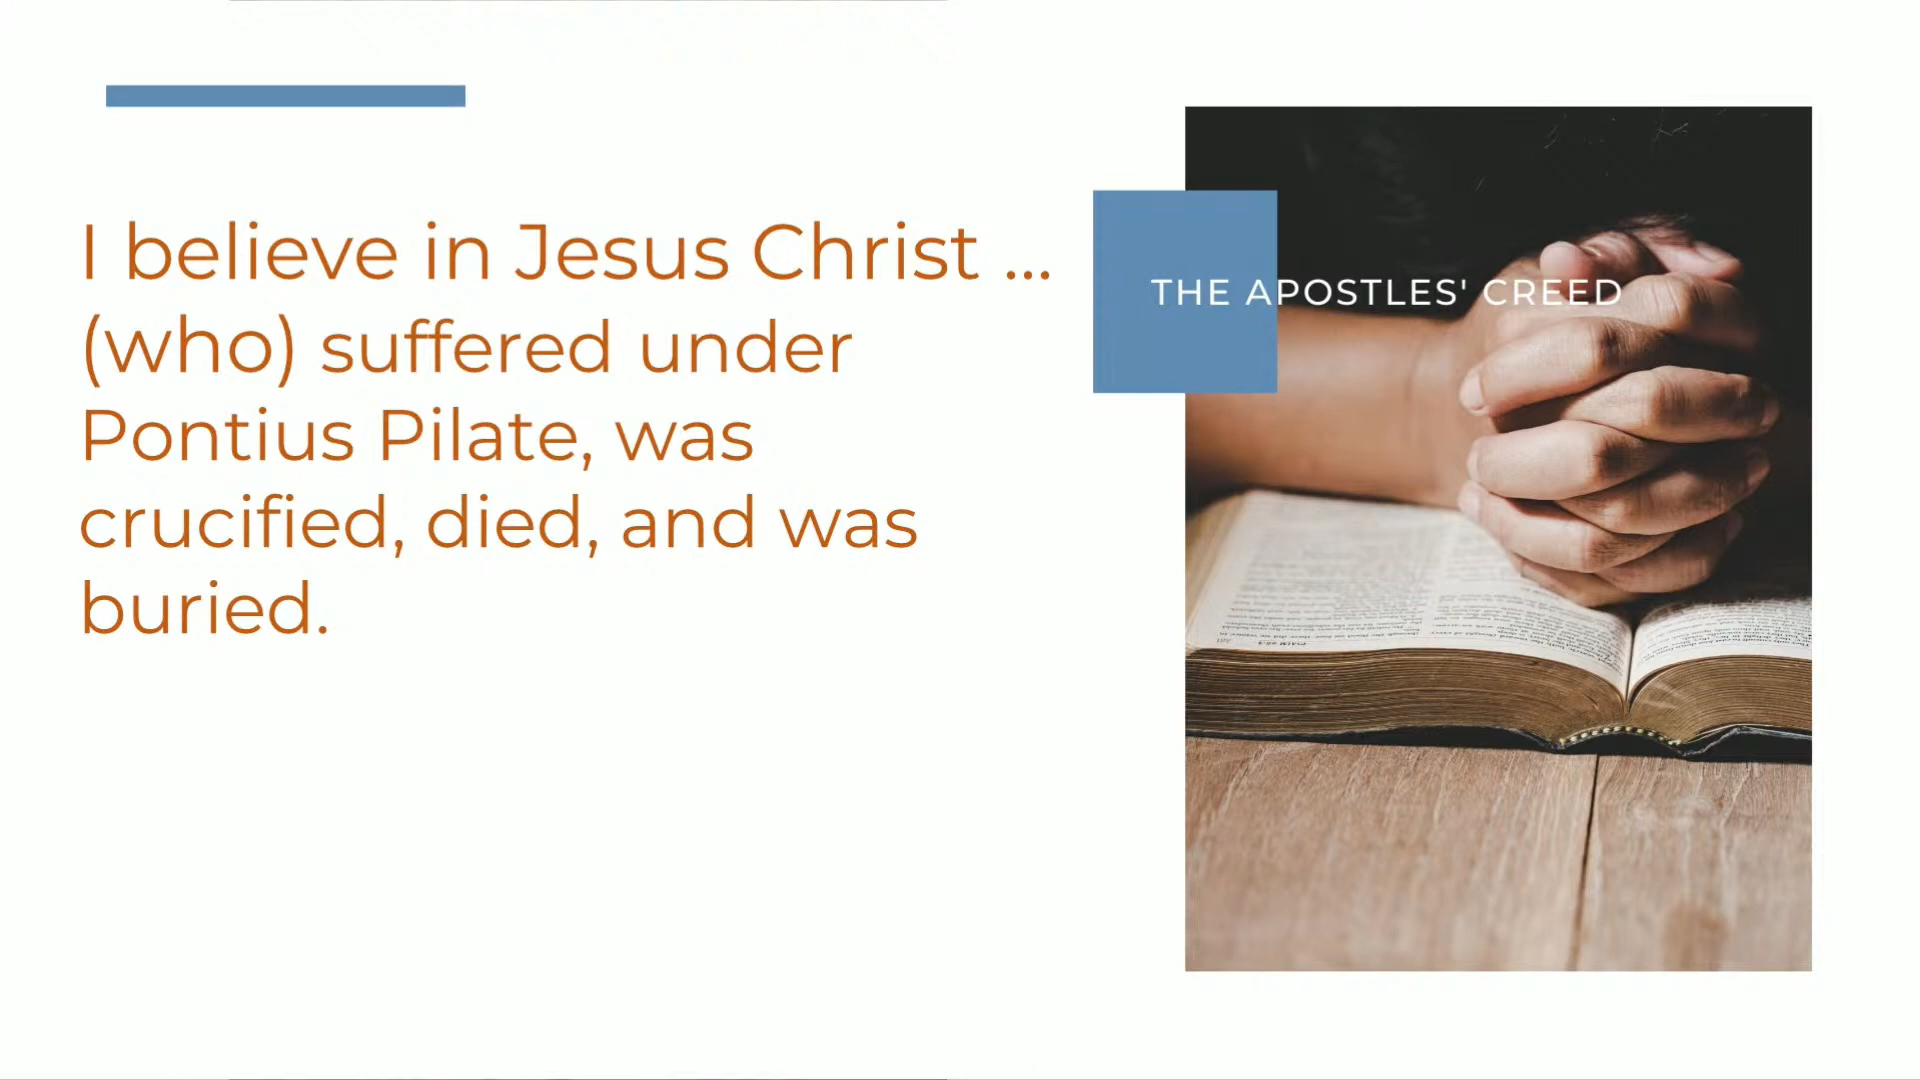 I believe in Jesus Christ ...
(who) suffered under
Pontius Pilate, was
crucified, died, and was
buried.
THE APOSTLES' CREED